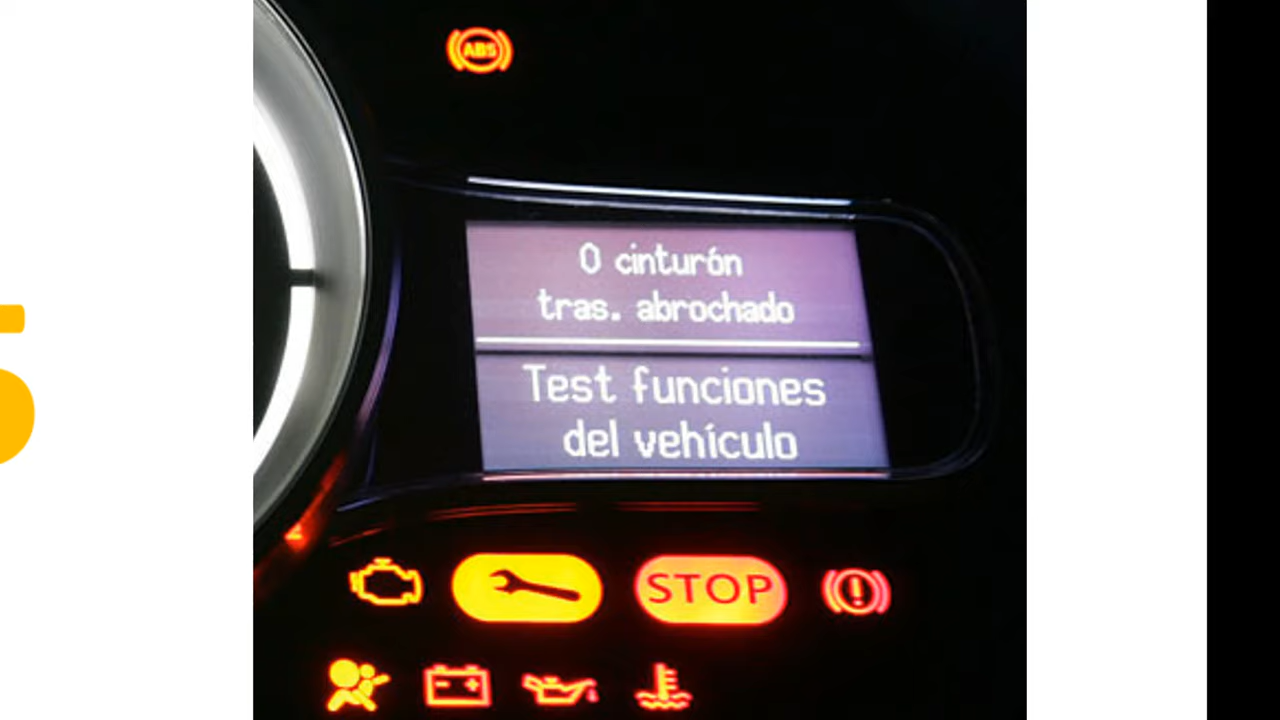 ABS
0 cinturón
tras. abrochado
Test funciones
del vehículo
STOP